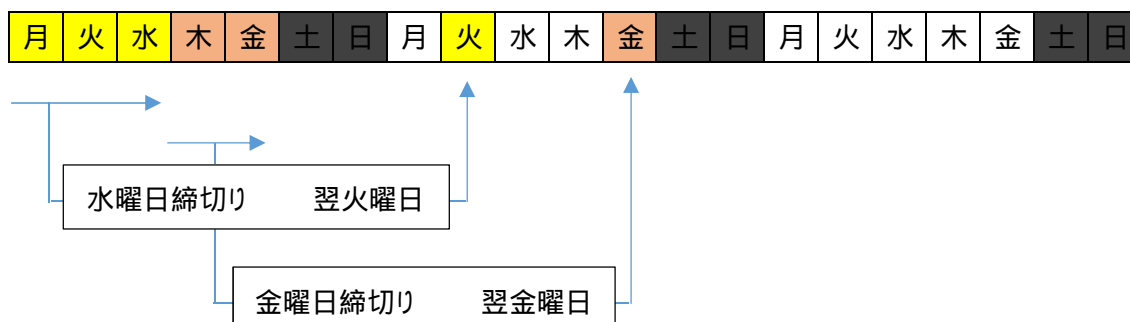 月 火 水 木 金 土 日 月 火 水 木 金 土 日 月 火 水 木 金 土 日
水曜日締切り 翌火曜日
金曜日締切り 翌金曜日